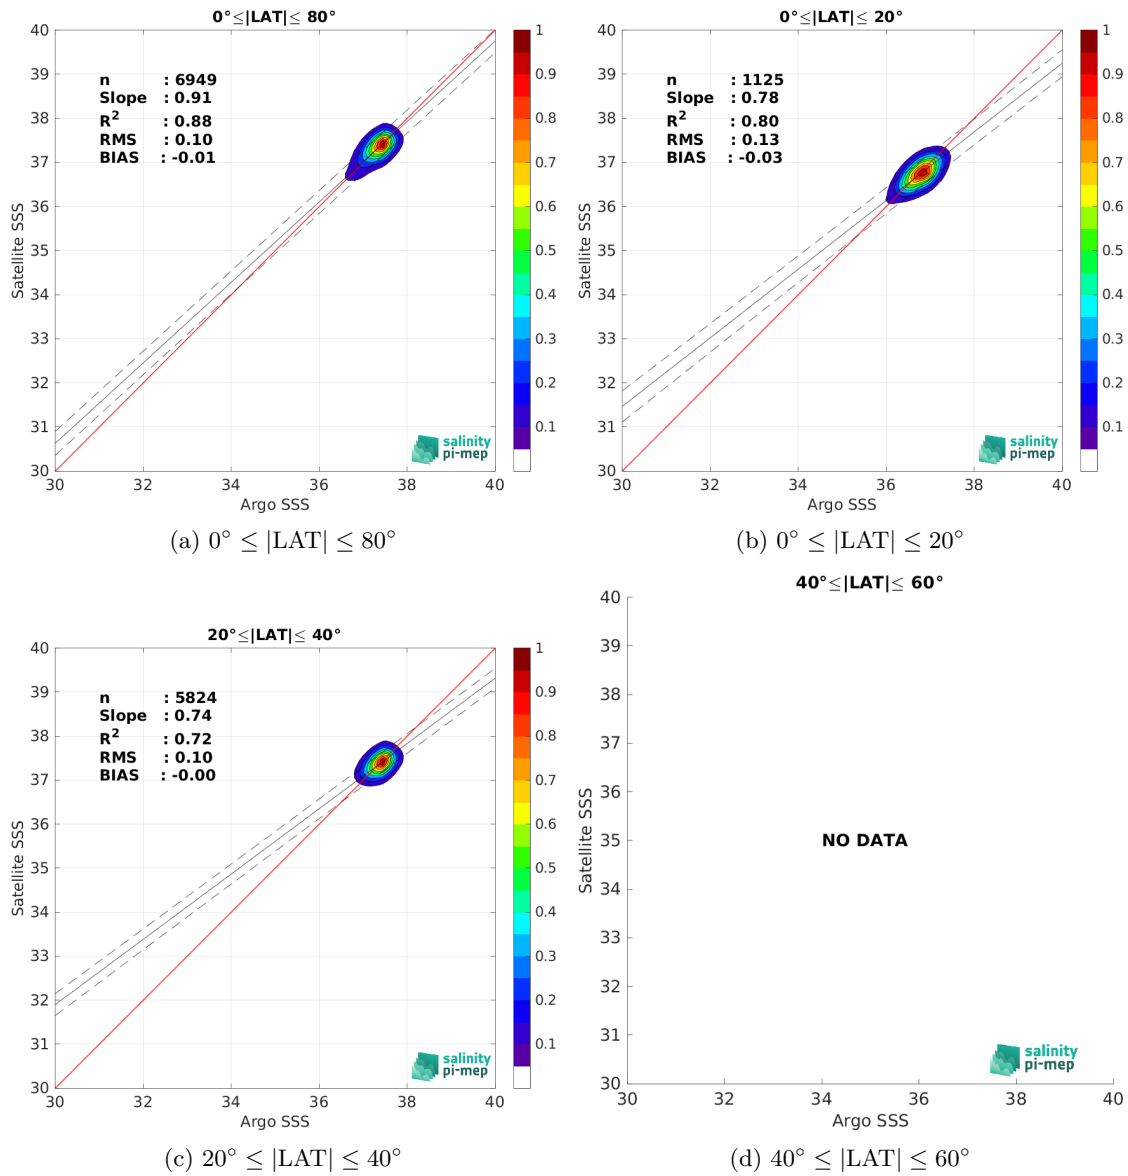 0°≤|LAT|≤ 80°
n : 6949
Slope : 0.91
R² : 0.88
RMS : 0.10
BIAS : -0.01
40
39
38
37
36
35
34
33
32
31
30
30 32 34 36 38 40
Satellite SSS
Argo SSS
1
0.9
0.8
0.7
0.6
0.5
0.4
0.3
0.2
0.1
salinity
pi-mep
(a) 0° ≤ |LAT| ≤ 80°
0°≤|LAT|≤ 20°
n : 1125
Slope : 0.78
R² : 0.80
RMS : 0.13
BIAS : -0.03
40
39
38
37
36
35
34
33
32
31
30
30 32 34 36 38 40
Satellite SSS
Argo SSS
1
0.9
0.8
0.7
0.6
0.5
0.4
0.3
0.2
0.1
salinity
pi-mep
(b) 0° ≤ |LAT| ≤ 20°
20°≤|LAT|≤ 40°
n : 5824
Slope : 0.74
R² : 0.72
RMS : 0.10
BIAS : -0.00
40
39
38
37
36
35
34
33
32
31
30
30 32 34 36 38 40
Satellite SSS
Argo SSS
1
0.9
0.8
0.7
0.6
0.5
0.4
0.3
0.2
0.1
salinity
pi-mep
(c) 20° ≤ |LAT| ≤ 40°
40°≤|LAT|≤ 60°
40
39
38
37
36
35
34
33
32
31
30
30 32 34 36 38 40
Satellite SSS
Argo SSS
NO DATA
salinity
pi-mep
(d) 40° ≤ |LAT| ≤ 60°